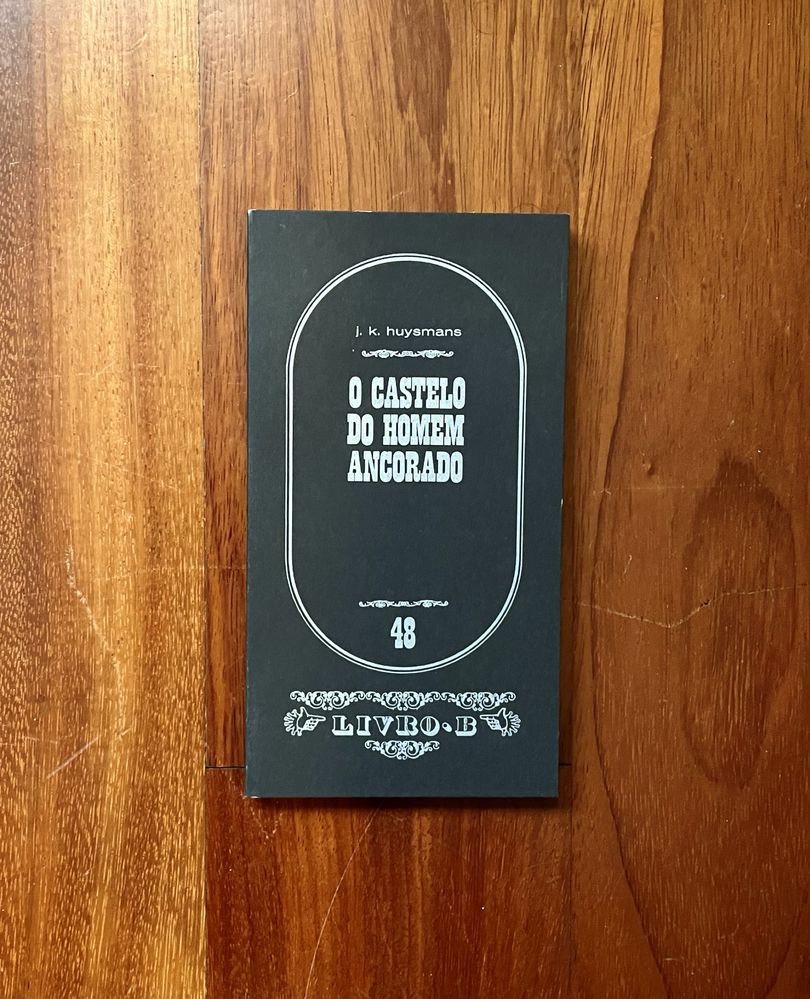 j. k. huysmans
O CASTELO
DO HOMEM
ANCORADO
48
LIVRO·B